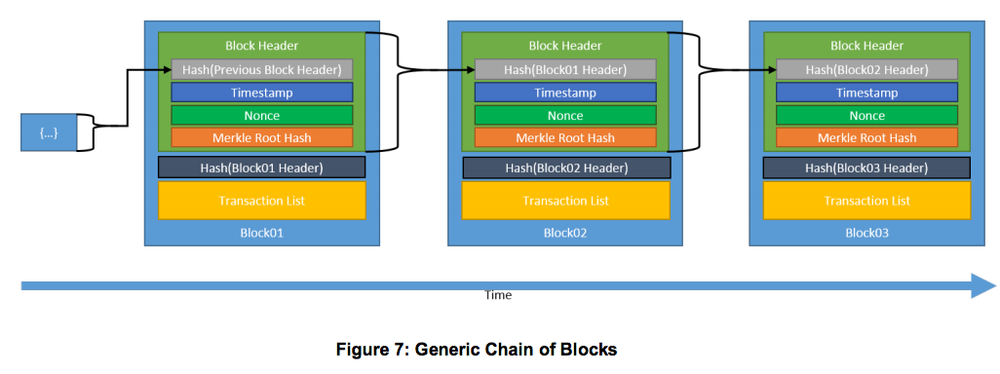 {...}
Block Header
Hash(Previous Block Header)
Timestamp
Nonce
Merkle Root Hash
Hash(Block01 Header)
Transaction List
Block01
Block Header
Hash(Block01 Header)
Timestamp
Nonce
Merkle Root Hash
Hash(Block02 Header)
Transaction List
Block02
Block Header
Hash(Block02 Header)
Timestamp
Nonce
Merkle Root Hash
Hash(Block03 Header)
Transaction List
Block03
Time
Figure 7: Generic Chain of Blocks